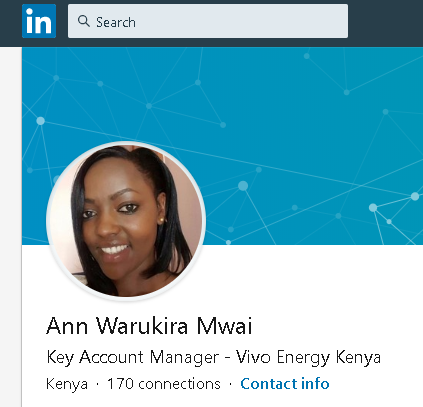 in Search
Ann Warukira Mwai
Key Account Manager - Vivo Energy Kenya
Kenya · 170 connections · Contact info